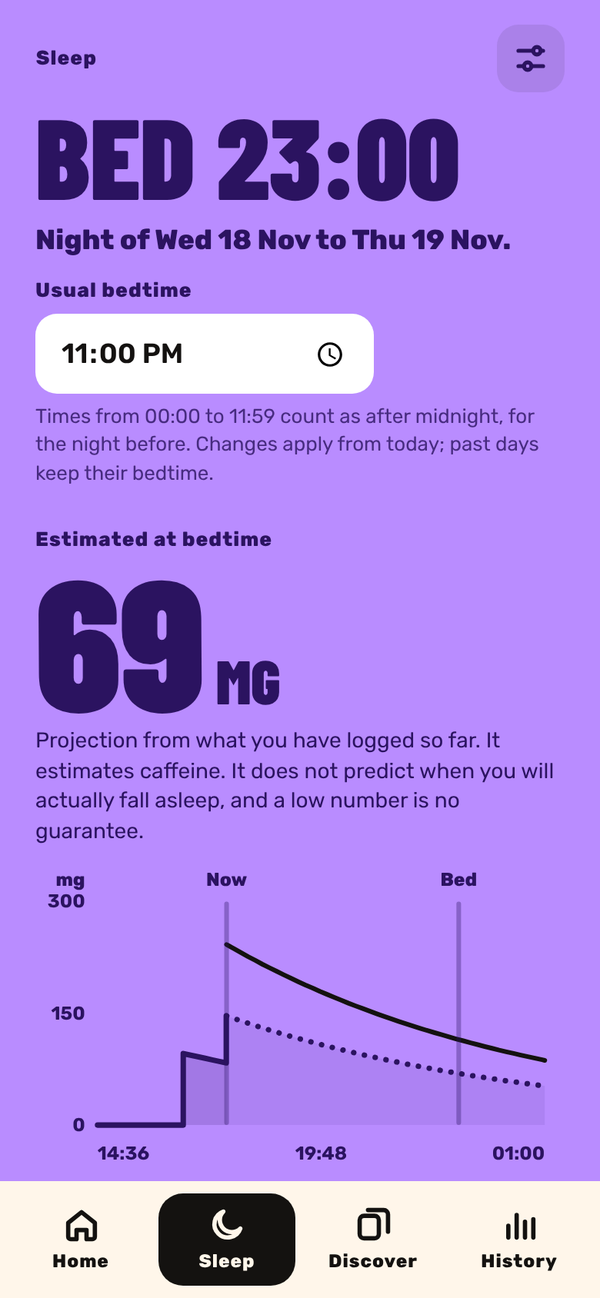 Sleep
BED 23:00
Night of Wed 18 Nov to Thu 19 Nov.
Usual bedtime
11:00 PM
Times from 00:00 to 11:59 count as after midnight, for
the night before. Changes apply from today; past days
keep their bedtime.
Estimated at bedtime
69 MG
Projection from what you have logged so far. It
estimates caffeine. It does not predict when you will
actually fall asleep, and a low number is no
guarantee.
mg Now Bed
300
150
0
14:36 19:48 01:00
Home Sleep Discover History